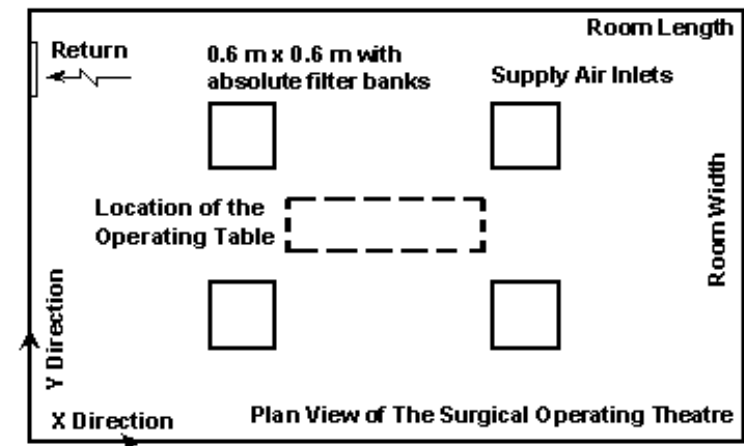 Room Length
Return
0.6 m x 0.6 m with
absolute filter banks
Supply Air Inlets
Location of the
Operating Table
Room Width
Y Direction
X Direction
Plan View of The Surgical Operating Theatre